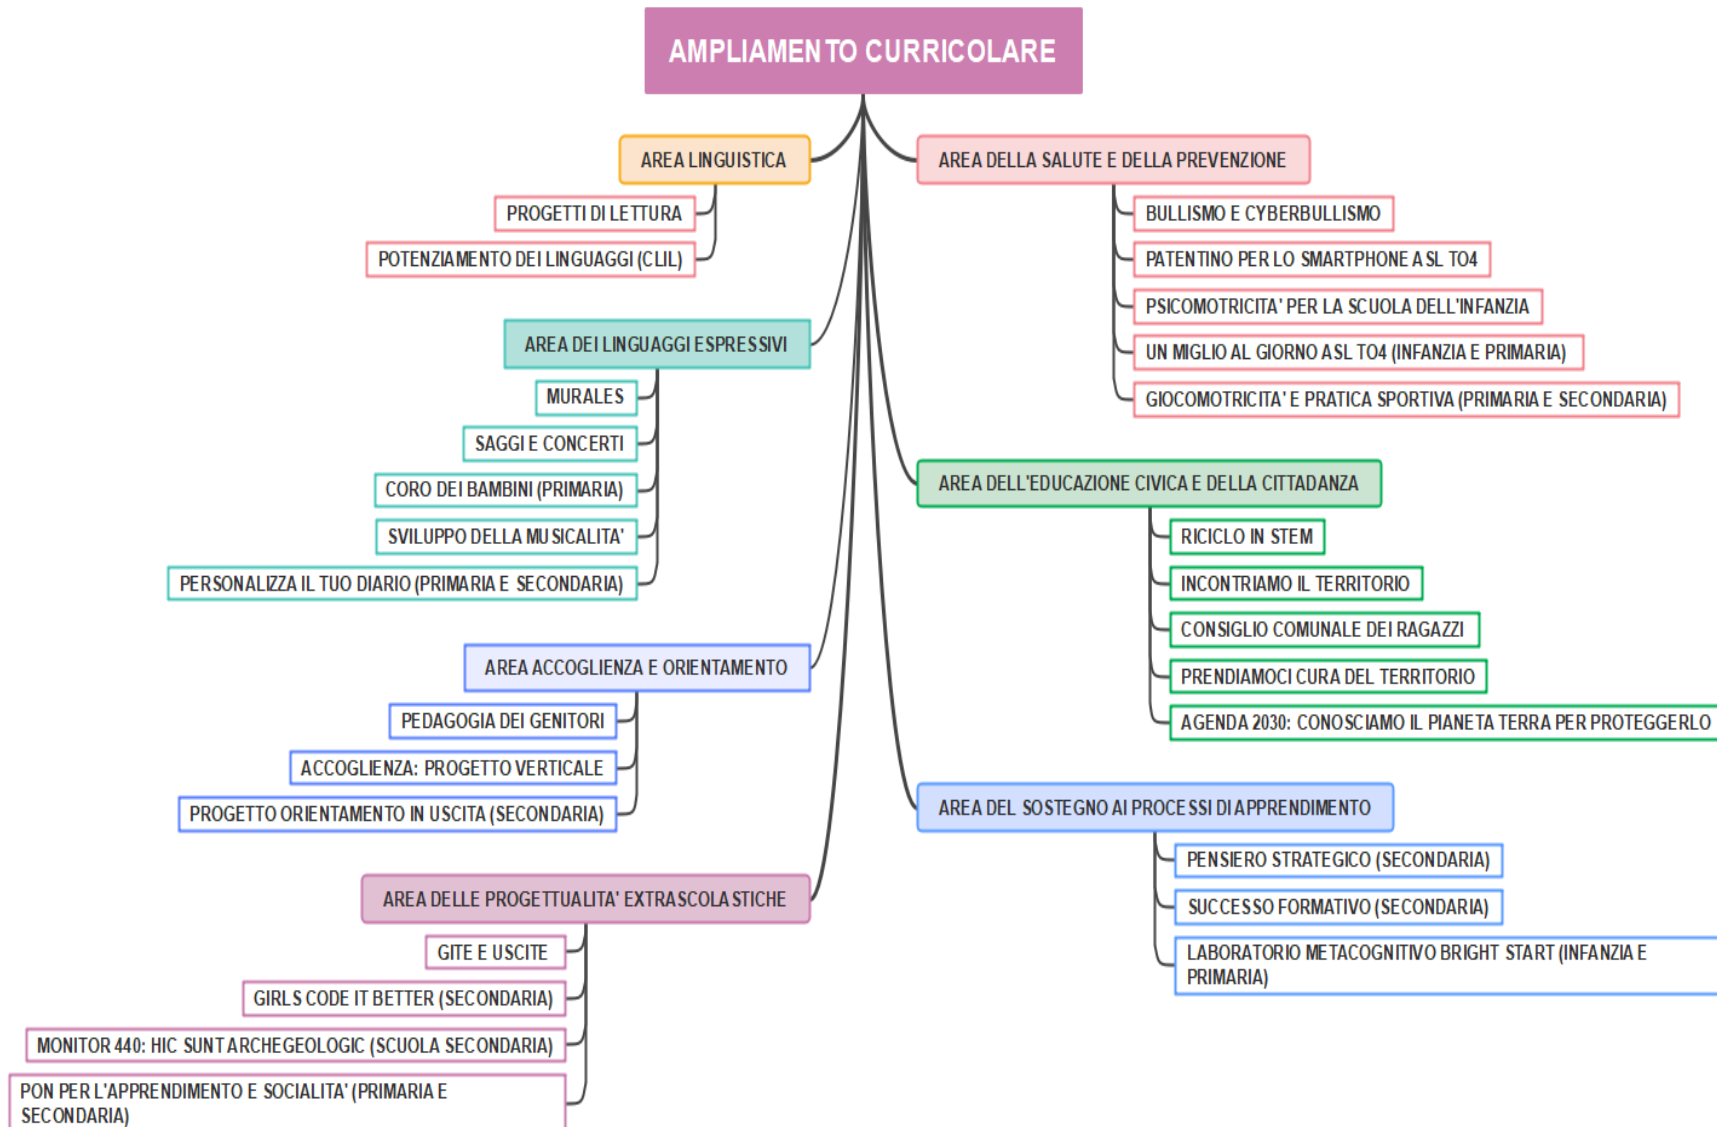 AMPLIAMENTO CURRICOLARE
AREA LINGUISTICA
PROGETTI DI LETTURA
POTENZIAMENTO DEI LINGUAGGI (CLIL)
AREA DEI LINGUAGGI ESPRESSIVI
MURALES
SAGGI E CONCERTI
CORO DEI BAMBINI (PRIMARIA)
SVILUPPO DELLA MUSICALITA'
PERSONALIZZA IL TUO DIARIO (PRIMARIA E SECONDARIA)
AREA ACCOGLIENZA E ORIENTAMENTO
PEDAGOGIA DEI GENITORI
ACCOGLIENZA: PROGETTO VERTICALE
PROGETTO ORIENTAMENTO IN USCITA (SECONDARIA)
AREA DELLE PROGETTUALITA' EXTRASCOLASTICHE
GITE E USCITE
GIRLS CODE IT BETTER (SECONDARIA)
MONITOR 440: HIC SUNT ARCHEGEOLOGIC (SCUOLA SECONDARIA)
PON PER L'APPRENDIMENTO E SOCIALITA' (PRIMARIA E
SECONDARIA)
AREA DELLA SALUTE E DELLA PREVENZIONE
BULLISMO E CYBERBULLISMO
PATENTINO PER LO SMARTPHONE ASL TO4
PSICOMOTRICITA' PER LA SCUOLA DELL'INFANZIA
UN MIGLIO AL GIORNO ASL TO4 (INFANZIA E PRIMARIA)
GIOCOMOTRICITA' E PRATICA SPORTIVA (PRIMARIA E SECONDARIA)
AREA DELL'EDUCAZIONE CIVICA E DELLA CITTADANZA
RICICLO IN STEM
INCONTRIAMO IL TERRITORIO
CONSIGLIO COMUNALE DEI RAGAZZI
PRENDIAMOCI CURA DEL TERRITORIO
AGENDA 2030: CONOSCIAMO IL PIANETA TERRA PER PROTEGGERLO
AREA DEL SOSTEGNO AI PROCESSI DI APPRENDIMENTO
PENSIERO STRATEGICO (SECONDARIA)
SUCCESSO FORMATIVO (SECONDARIA)
LABORATORIO METACOGNITIVO BRIGHT START (INFANZIA E
PRIMARIA)